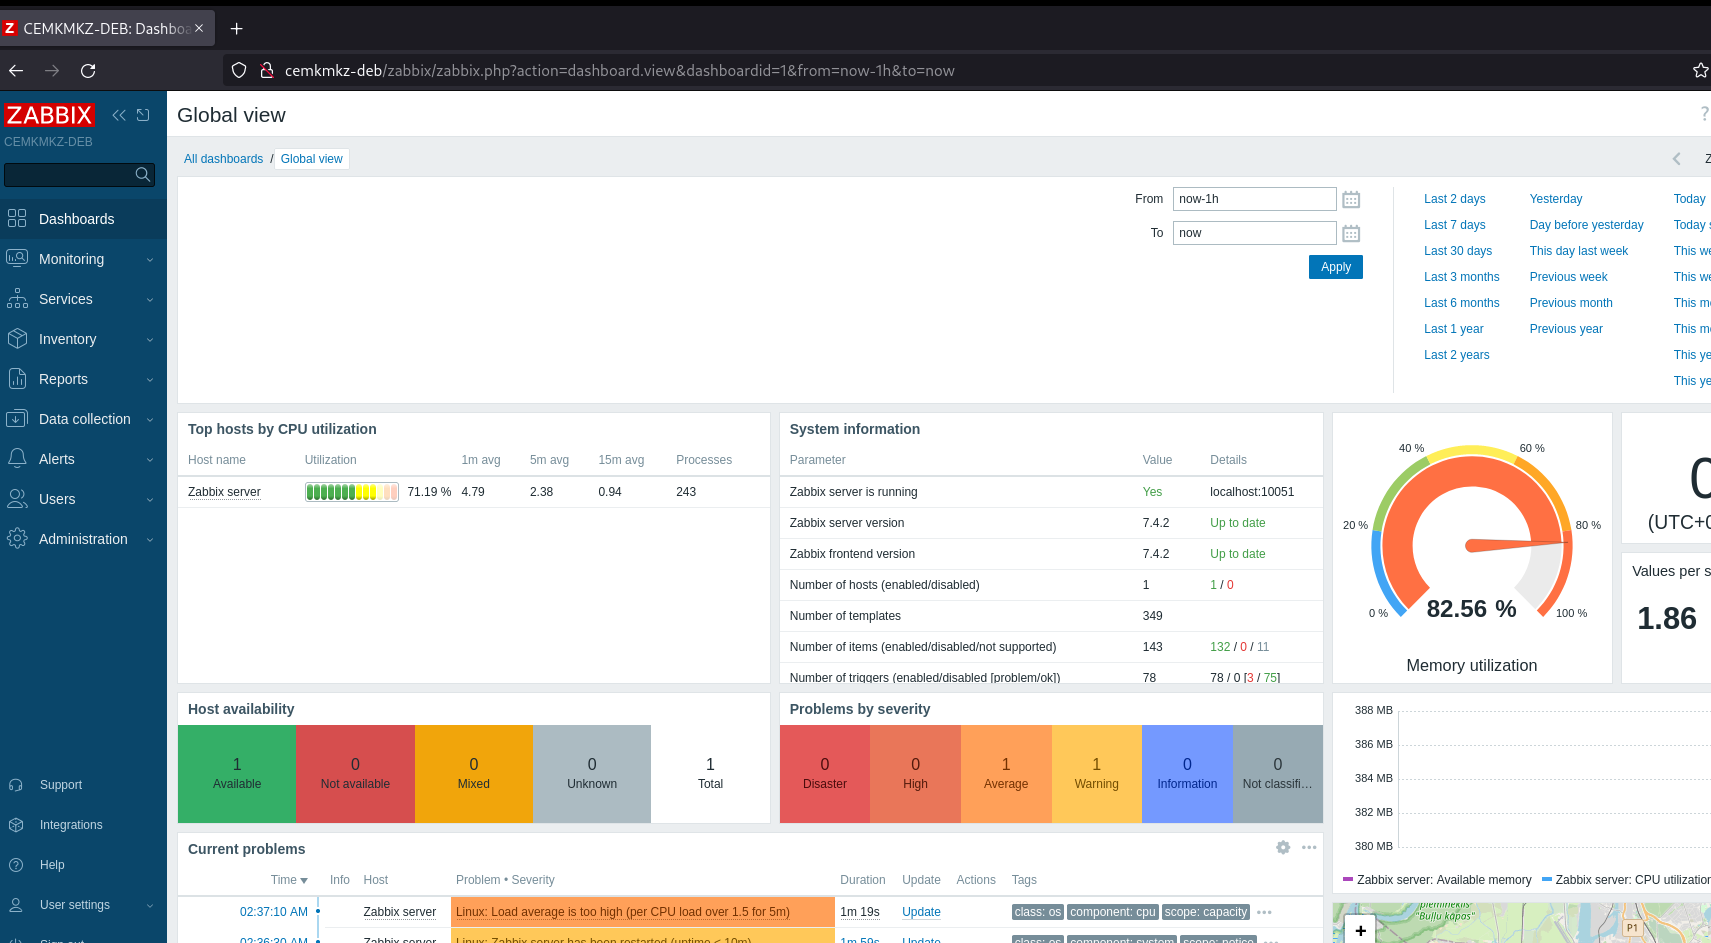 CEMKMKZ-DEB: Dashboa
cemkmkz-deb/zabbix/zabbix.php?action=dashboard.view&dashboardid=1&from=now-1h&to=now
ZABBIX
CEMKMKZ-DEB
Dashboards
Monitoring
Services
Inventory
Reports
Data collection
Alerts
Users
Administration
Support
Integrations
Help
User settings
Global view
All dashboards / Global view
From now-1h
To now
Apply
Last 2 days Yesterday Today
Last 7 days Day before yesterday Today s
Last 30 days This day last week This we
Last 3 months Previous week This we
Last 6 months Previous month This mo
Last 1 year Previous year This mo
Last 2 years This ye
This ye
Top hosts by CPU utilization
Host name Utilization 1m avg 5m avg 15m avg Processes
Zabbix server 71.19 % 4.79 2.38 0.94 243
System information
Parameter Value Details
Zabbix server is running Yes localhost:10051
Zabbix server version 7.4.2 Up to date
Zabbix frontend version 7.4.2 Up to date
Number of hosts (enabled/disabled) 1 1 / 0
Number of templates 349
Number of items (enabled/disabled/not supported) 143 132 / 0 / 11
Number of triggers (enabled/disabled [problem/ok]) 78 78 / 0 [3 / 75]
40 % 60 %
20 % 80 %
0 % 82.56 % 100 %
Memory utilization
0
(UTC+0
Values per s
1.86
Host availability
1 Available
0 Not available
0 Mixed
0 Unknown
1 Total
Problems by severity
0 Disaster
0 High
1 Average
1 Warning
0 Information
0 Not classifi…
388 MB
386 MB
384 MB
382 MB
380 MB
Zabbix server: Available memory Zabbix server: CPU utilization
Current problems
Time Info Host Problem • Severity Duration Update Actions Tags
02:37:10 AM Zabbix server Linux: Load average is too high (per CPU load over 1.5 for 5m) 1m 19s Update class: os component: cpu scope: capacity
02:36:30 AM Zabbix server Linux: Zabbix server has been restarted (uptime < 10m) 1m 59s Update class: os component: system scope: notice
piemineklis
"Buļļu kāpas"
P1
+